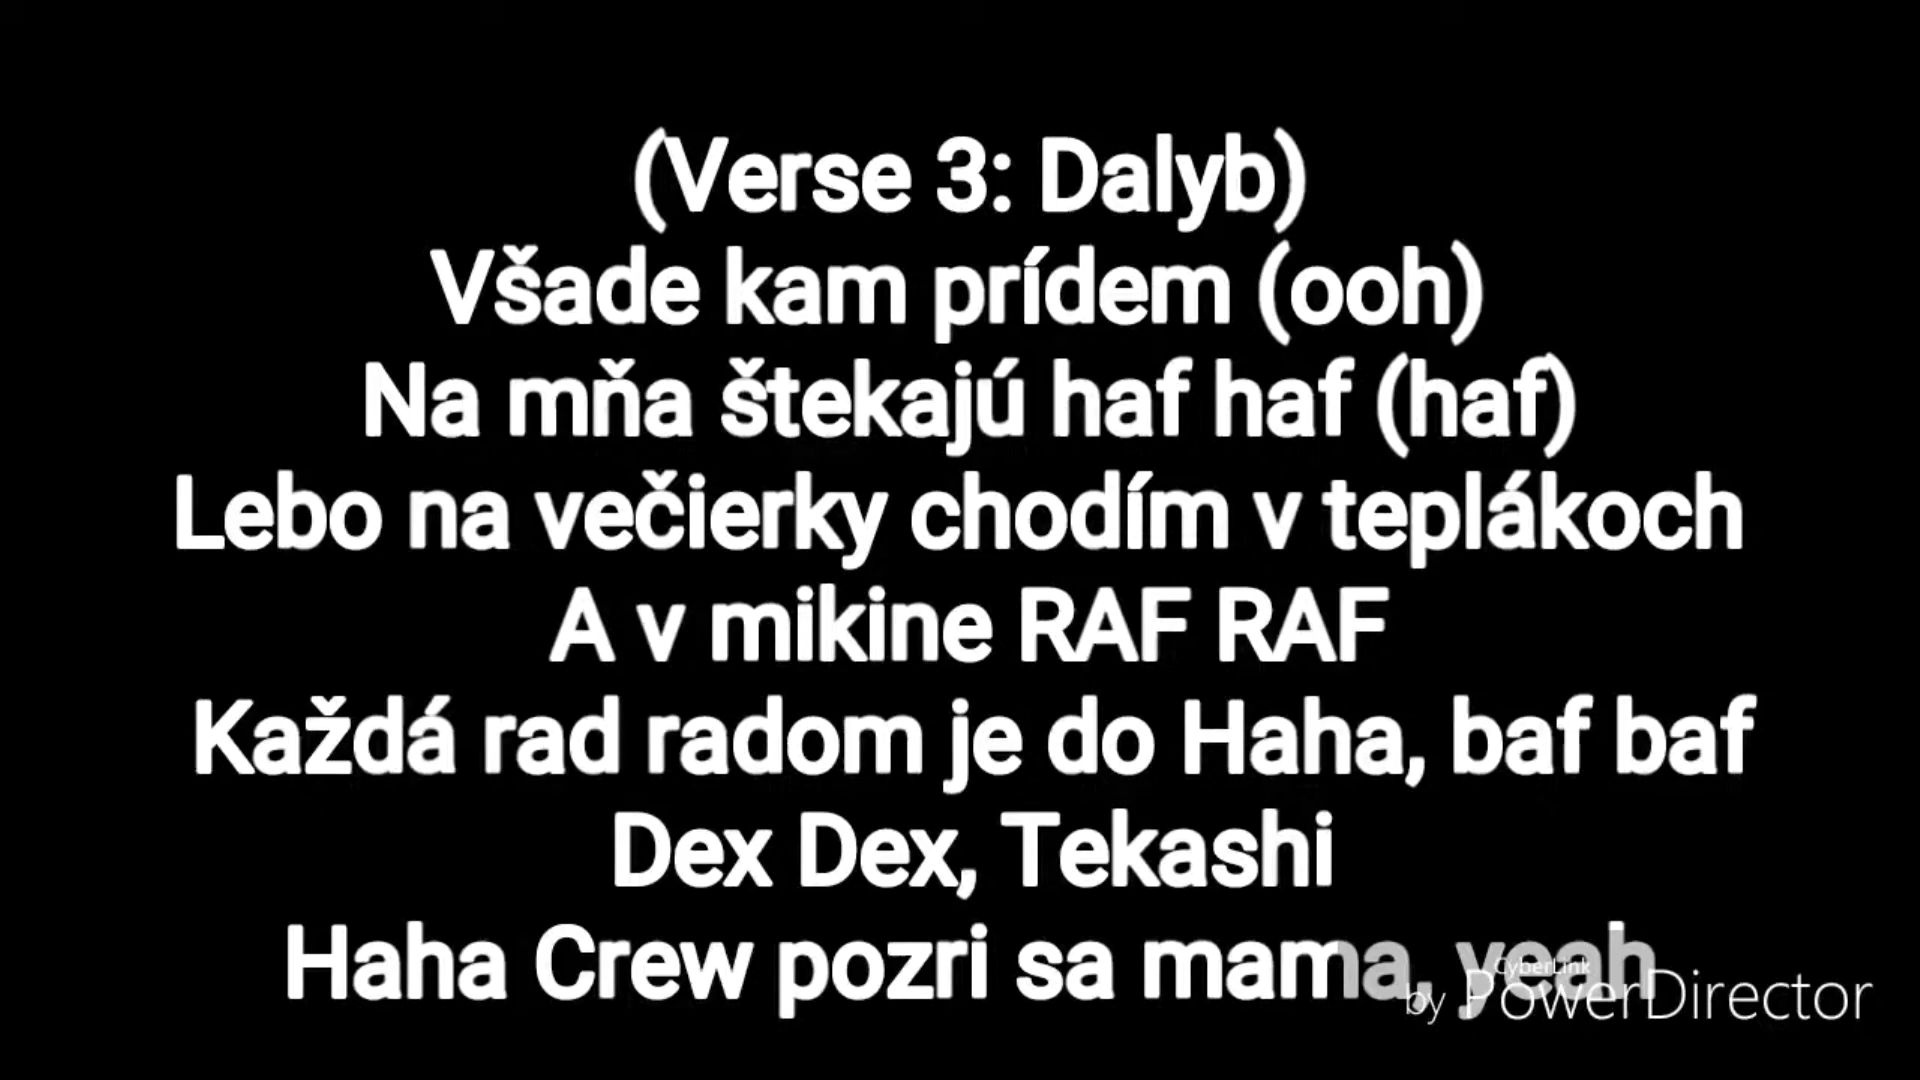 (Verse 3: Dalyb)
Všade kam prídem (ooh)
Na mňa štekajú haf haf (haf)
Lebo na večierky chodím v teplákoch
A v mikine RAF RAF
Každá rad radom je do Haha, baf baf
Dex Dex, Tekashi
Haha Crew pozri sa mama, yeah
CyberLink
by PowerDirector